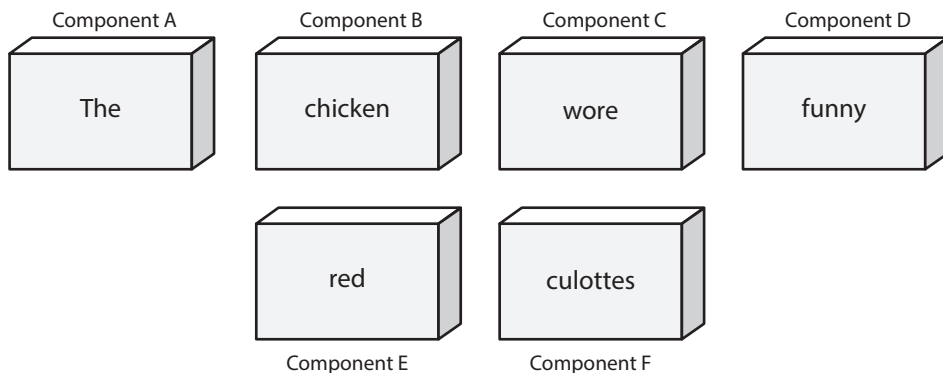 Component A Component B Component C Component D
The chicken wore funny
red culottes
Component E Component F